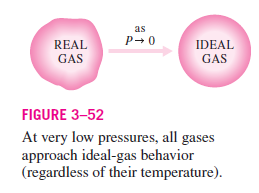 as
REAL P→0 IDEAL
GAS GAS
FIGURE 3–52
At very low pressures, all gases
approach ideal-gas behavior
(regardless of their temperature).